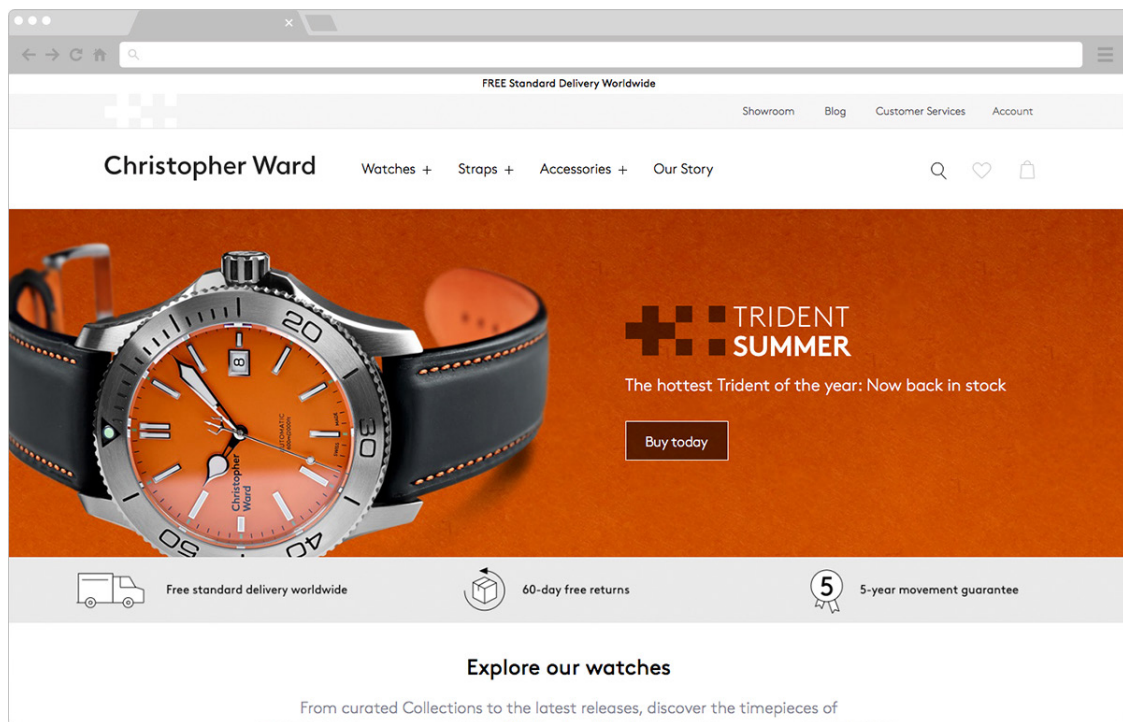 FREE Standard Delivery Worldwide
Showroom Blog Customer Services Account
Christopher Ward Watches + Straps + Accessories + Our Story
TRIDENT
SUMMER
The hottest Trident of the year: Now back in stock
Buy today
20
30
40
50
8
AUTOMATIC
SWISS MADE
Christopher
Ward
Free standard delivery worldwide
60-day free returns
5
5-year movement guarantee
Explore our watches
From curated Collections to the latest releases, discover the timepieces of